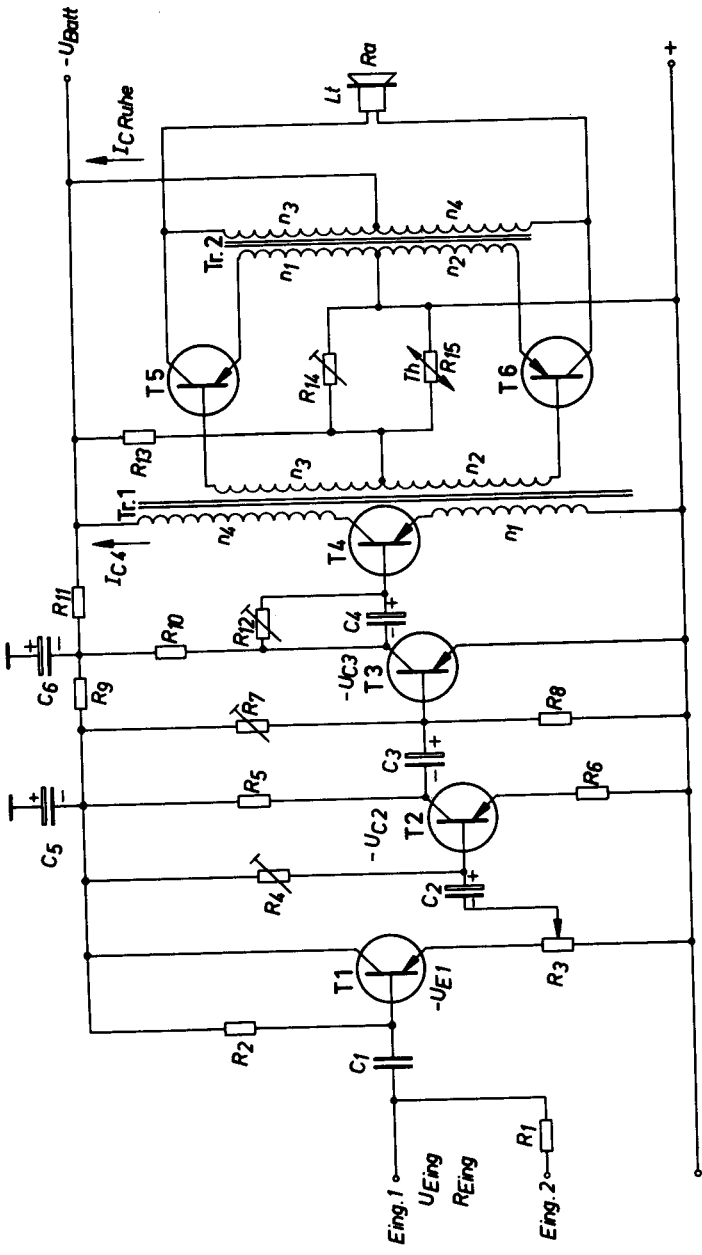 Eing.1
UEing
REing
Eing.2
R1
C1
R2
T1
-UE1
R3
C2
R4
C5
+
-
R5
-UC2
T2
R6
C3
-
+
-
+
R7
R8
R9
C6
+
-
-UC3
T3
R10
R12
C4
-
+
R11
IC4
T4
Tr.1
n4
n1
n3
n2
R13
T5
T6
R14
Th
R15
Tr.2
n1
n2
n3
n4
IC Ruhe
-UBatt
Lt
Ra
+